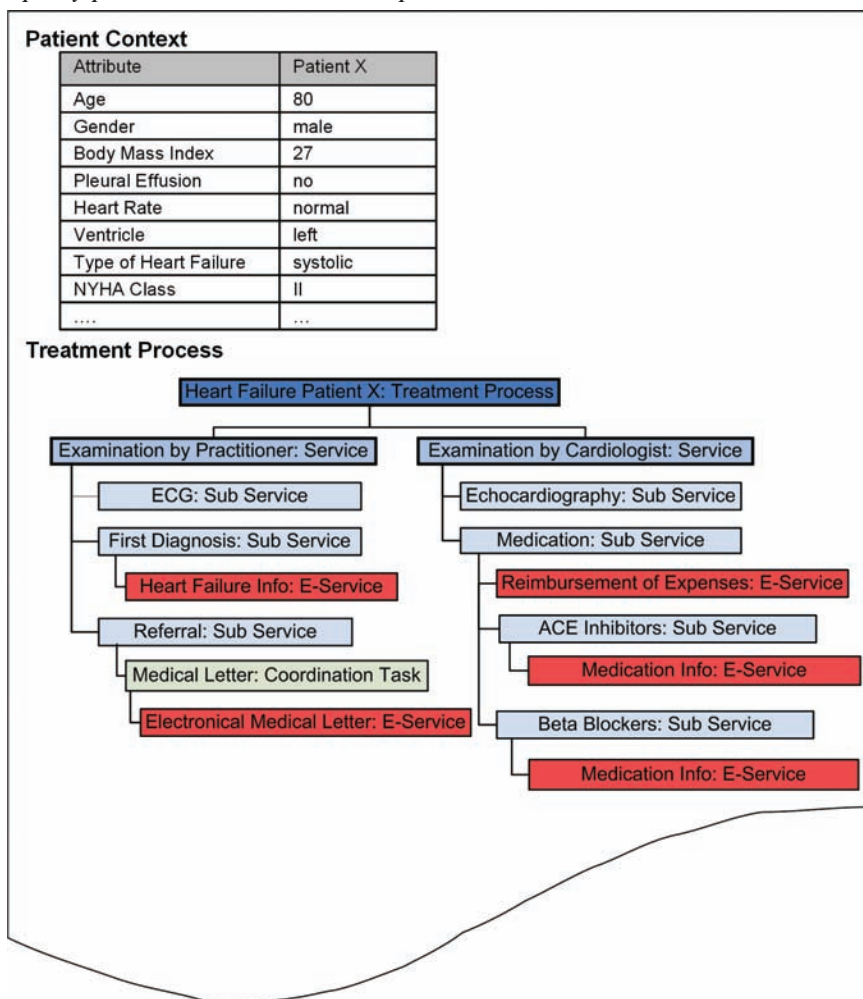 Patient Context
Attribute Patient X
Age 80
Gender male
Body Mass Index 27
Pleural Effusion no
Heart Rate normal
Ventricle left
Type of Heart Failure systolic
NYHA Class II
.... ...
Treatment Process
Heart Failure Patient X: Treatment Process
Examination by Practitioner: Service
ECG: Sub Service
First Diagnosis: Sub Service
Heart Failure Info: E-Service
Referral: Sub Service
Medical Letter: Coordination Task
Electronical Medical Letter: E-Service
Examination by Cardiologist: Service
Echocardiography: Sub Service
Medication: Sub Service
Reimbursement of Expenses: E-Service
ACE Inhibitors: Sub Service
Medication Info: E-Service
Beta Blockers: Sub Service
Medication Info: E-Service